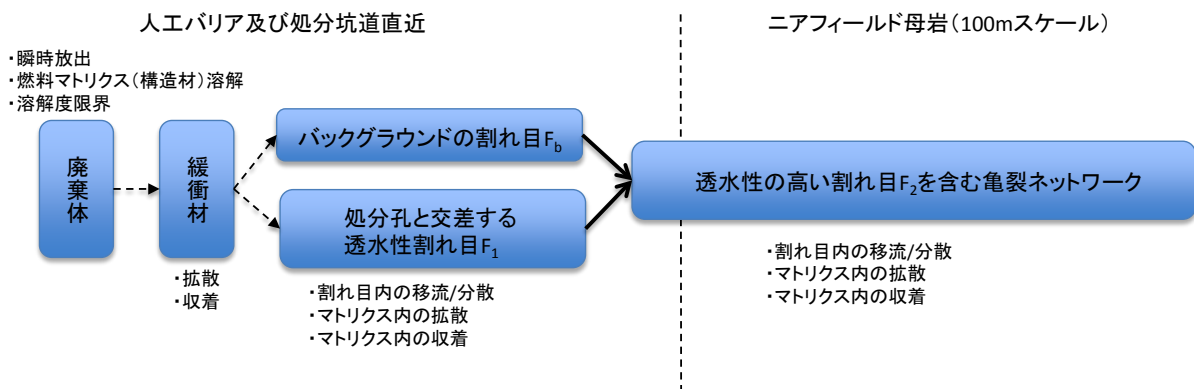 人工バリア及び処分坑道直近
ニアフィールド母岩(100mスケール)
・瞬時放出
・燃料マトリクス(構造材)溶解
・溶解度限界
廃棄体
緩衝材
バックグラウンドの割れ目Fb
処分孔と交差する
透水性割れ目F1
透水性の高い割れ目F2を含む亀裂ネットワーク
・拡散
・収着
・割れ目内の移流/分散
・マトリクス内の拡散
・マトリクス内の収着
・割れ目内の移流/分散
・マトリクス内の拡散
・マトリクス内の収着